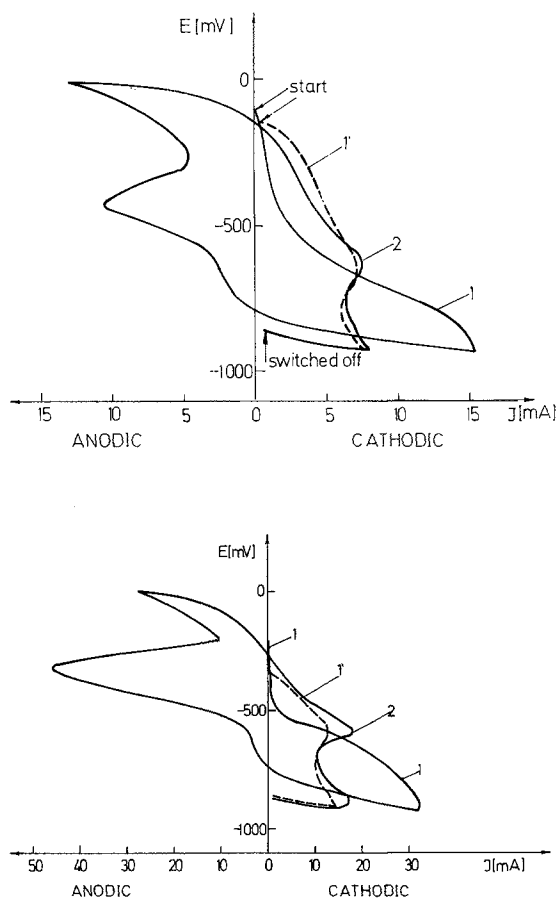 E [mV]
0
start
1'
-500
2
1
-1000
switched off
15 10 5 0 5 10 15 J[mA]
ANODIC CATHODIC
E[mV]
0
1
1'
-500
2
1
-1000
50 40 30 20 10 0 10 20 30 J[mA]
ANODIC CATHODIC